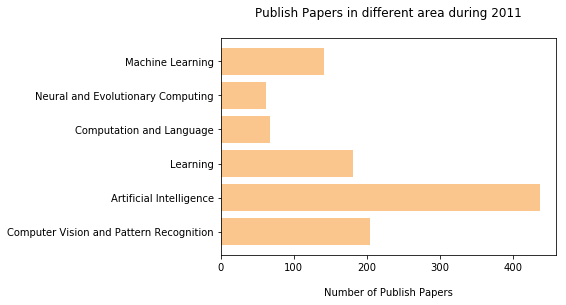 Publish Papers in different area during 2011
Machine Learning
Neural and Evolutionary Computing
Computation and Language
Learning
Artificial Intelligence
Computer Vision and Pattern Recognition
0 100 200 300 400
Number of Publish Papers